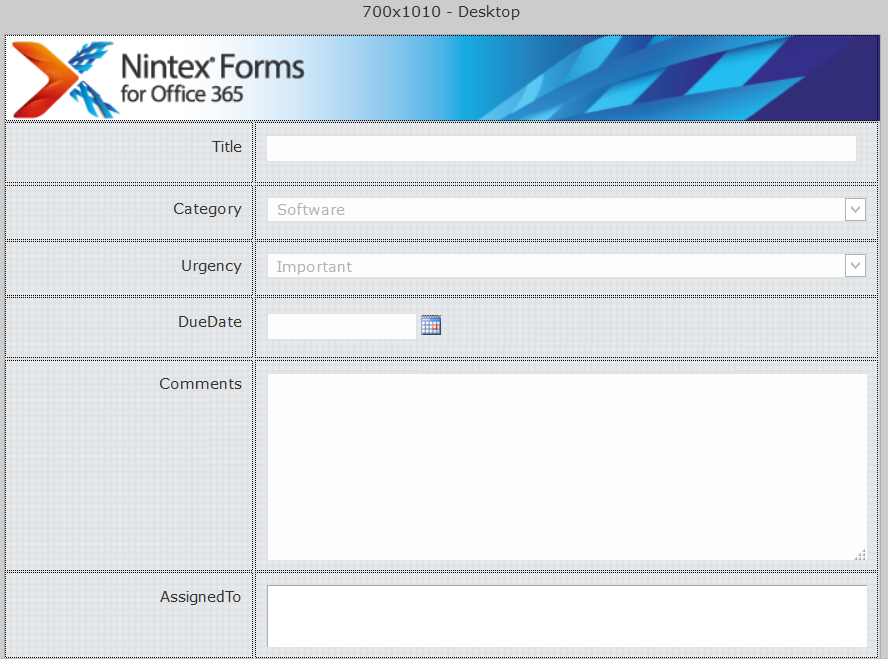 700x1010 - Desktop
Nintex® Forms
for Office 365
Title
Category
Software
Urgency
Important
DueDate
Comments
AssignedTo